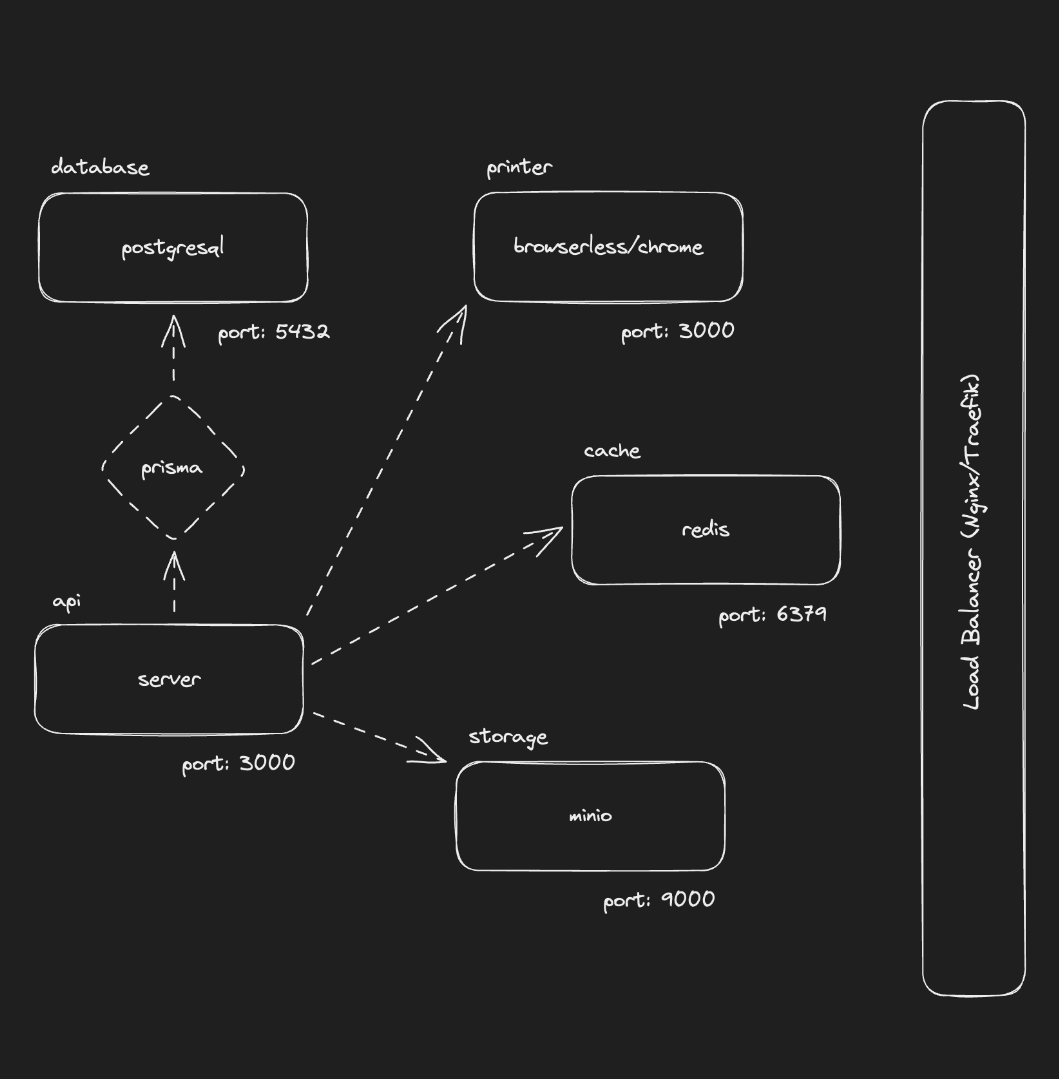 database
postgresql
port: 5432
printer
browserless/chrome
port: 3000
prisma
cache
redis
port: 6379
api
server
port: 3000
storage
minio
port: 9000
Load Balancer (Nginx/Traefik)